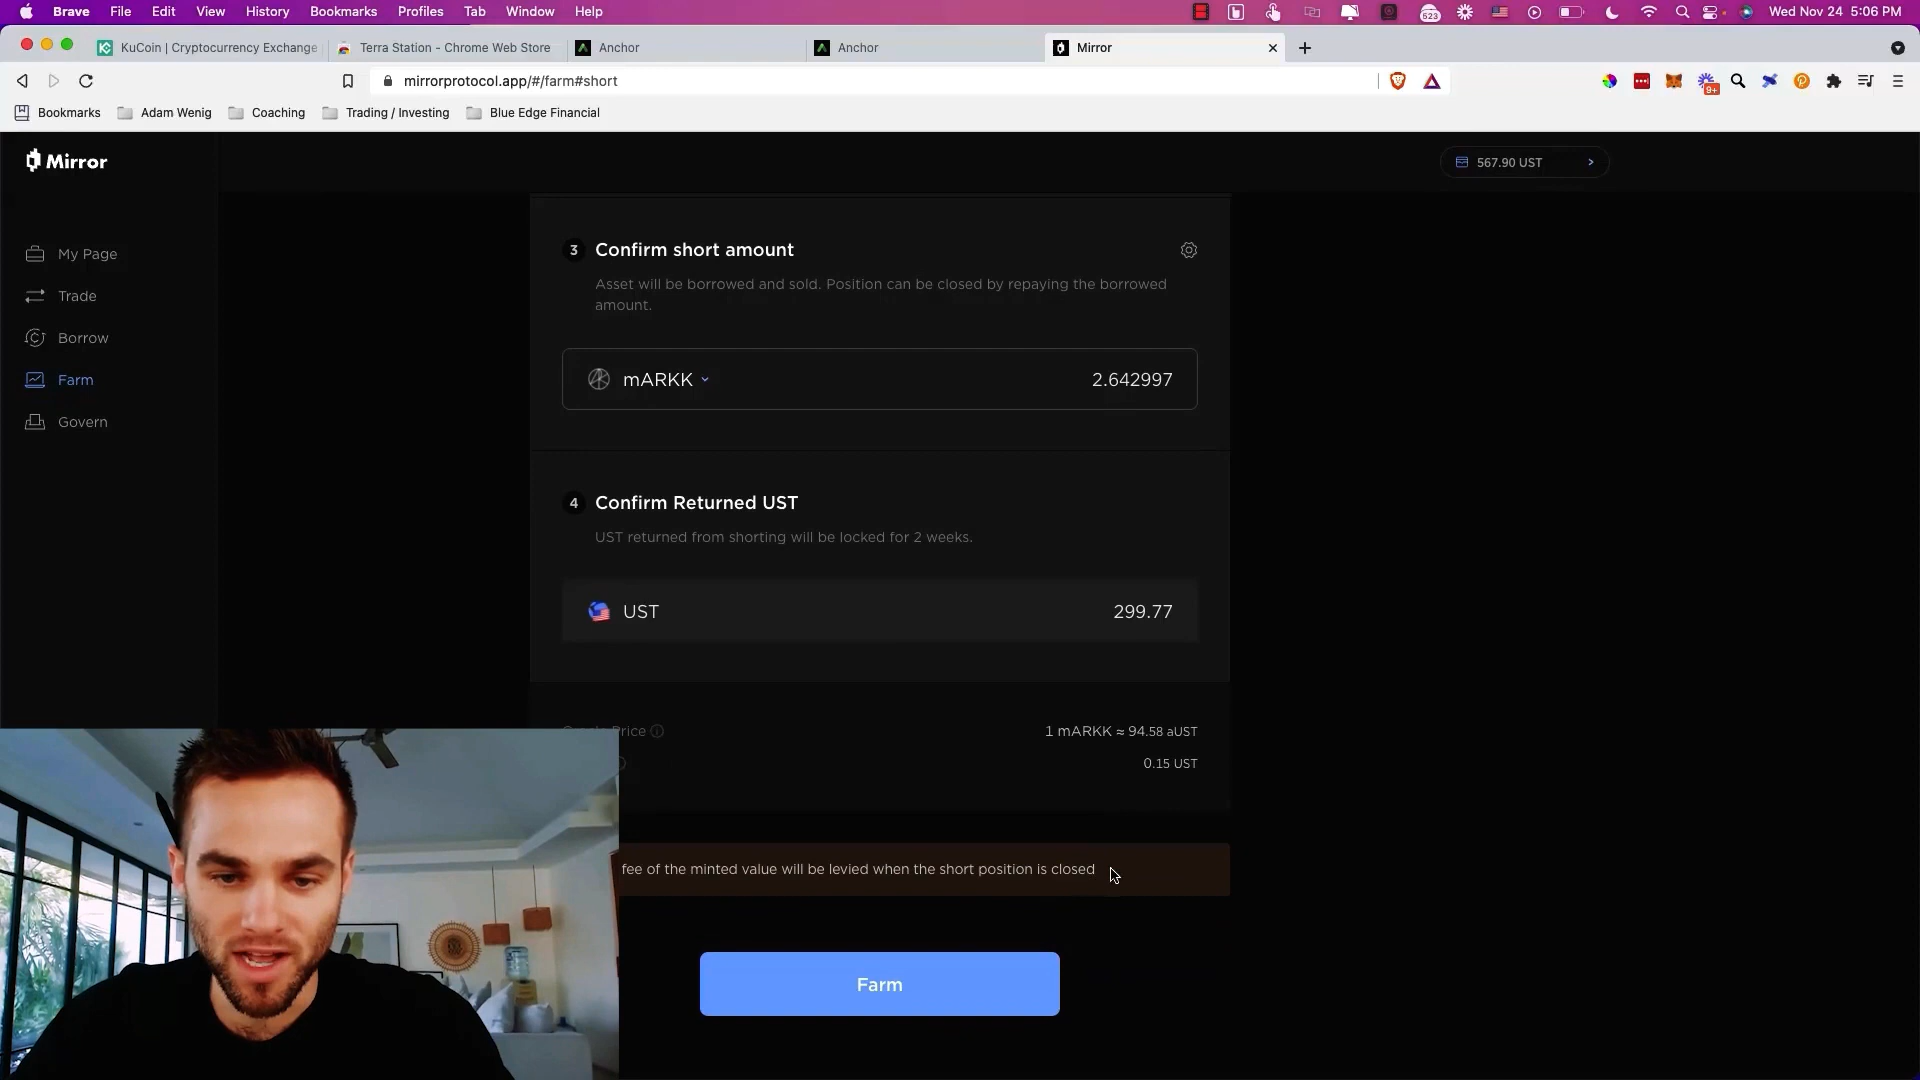 Brave File Edit View History Bookmarks Profiles Tab Window Help 523 Wed Nov 24 5:06 PM
KuCoin | Cryptocurrency Exchange Terra Station - Chrome Web Store Anchor Anchor Mirror
mirrorprotocol.app/#/farm#short 9+
Bookmarks Adam Wenig Coaching Trading / Investing Blue Edge Financial
Mirror
567.90 UST
My Page
Trade
Borrow
Farm
Govern
3 Confirm short amount
Asset will be borrowed and sold. Position can be closed by repaying the borrowed
amount.
mARKK 2.642997
4 Confirm Returned UST
UST returned from shorting will be locked for 2 weeks.
UST 299.77
Price 1 mARKK ≈ 94.58 aUST
0.15 UST
fee of the minted value will be levied when the short position is closed
Farm